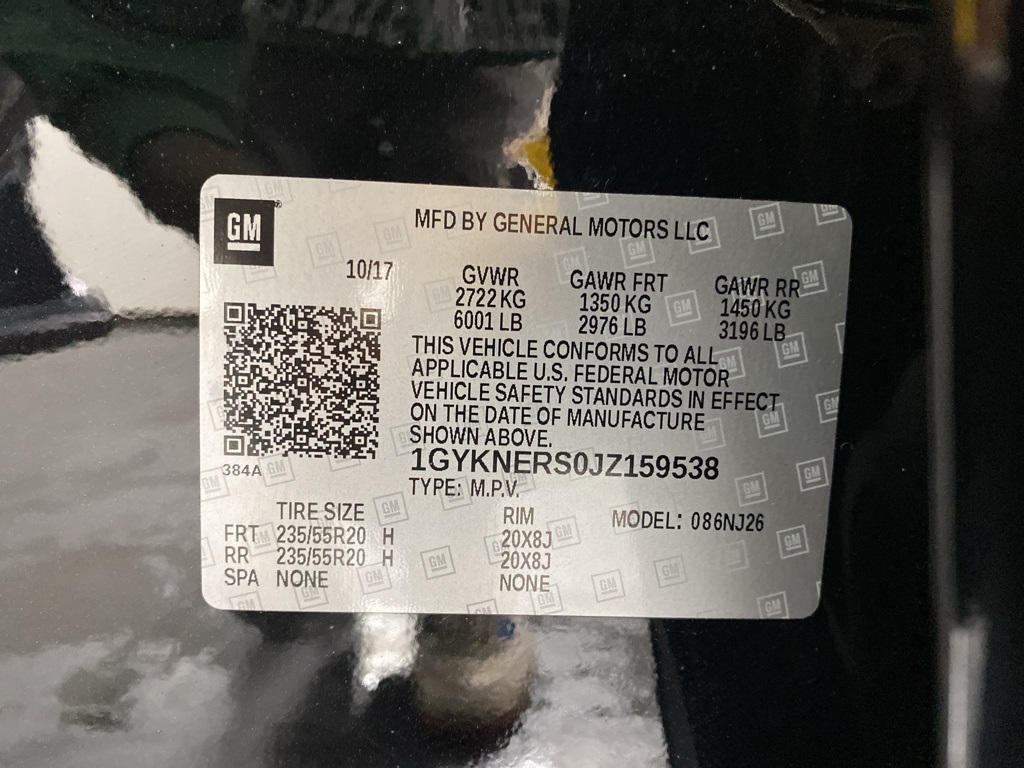 GM
MFD BY GENERAL MOTORS LLC
10/17
GVWR GAWR FRT GAWR RR
2722 KG 1350 KG 1450 KG
6001 LB 2976 LB 3196 LB
THIS VEHICLE CONFORMS TO ALL
APPLICABLE U.S. FEDERAL MOTOR
VEHICLE SAFETY STANDARDS IN EFFECT
ON THE DATE OF MANUFACTURE
SHOWN ABOVE.
384A
1GYKNERS0JZ159538
TYPE: M.P.V.
TIRE SIZE RIM MODEL: 086NJ26
FRT 235/55R20 H 20X8J
RR 235/55R20 H 20X8J
SPA NONE NONE